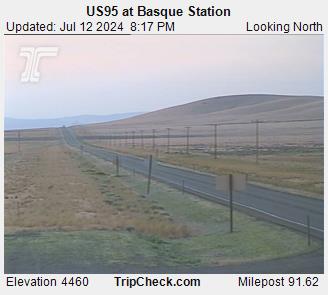 US95 at Basque Station
Updated: Jul 12 2024 8:17 PM Looking North
Elevation 4460 TripCheck.com Milepost 91.62